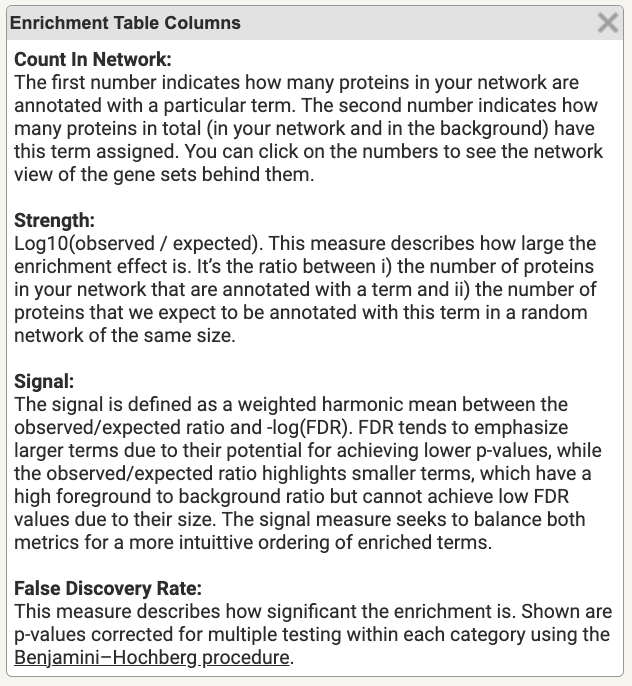 Enrichment Table Columns
Count In Network:
The first number indicates how many proteins in your network are
annotated with a particular term. The second number indicates how
many proteins in total (in your network and in the background) have
this term assigned. You can click on the numbers to see the network
view of the gene sets behind them.
Strength:
Log10(observed / expected). This measure describes how large the
enrichment effect is. It’s the ratio between i) the number of proteins
in your network that are annotated with a term and ii) the number of
proteins that we expect to be annotated with this term in a random
network of the same size.
Signal:
The signal is defined as a weighted harmonic mean between the
observed/expected ratio and -log(FDR). FDR tends to emphasize
larger terms due to their potential for achieving lower p-values, while
the observed/expected ratio highlights smaller terms, which have a
high foreground to background ratio but cannot achieve low FDR
values due to their size. The signal measure seeks to balance both
metrics for a more intuittive ordering of enriched terms.
False Discovery Rate:
This measure describes how significant the enrichment is. Shown are
p-values corrected for multiple testing within each category using the
Benjamini–Hochberg procedure.